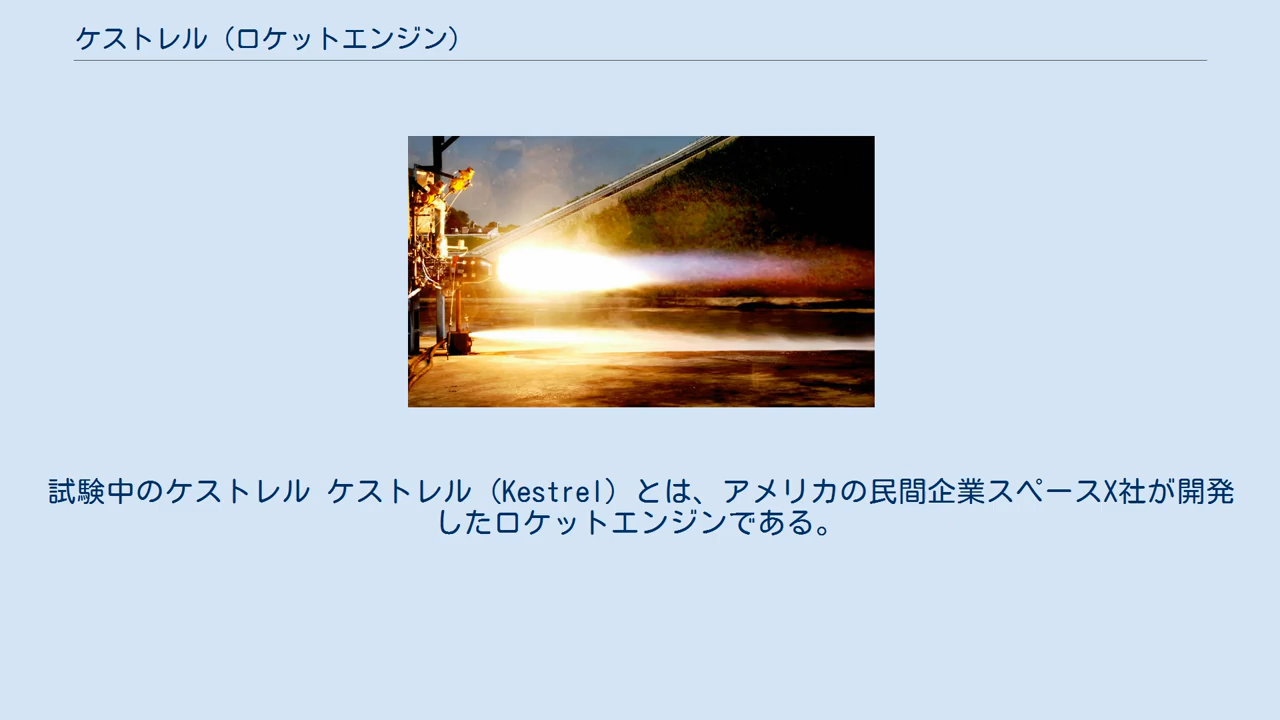 ケストレル（ロケットエンジン）
試験中のケストレル ケストレル（Kestrel）とは、アメリカの民間企業スペースX社が開発
したロケットエンジンである。